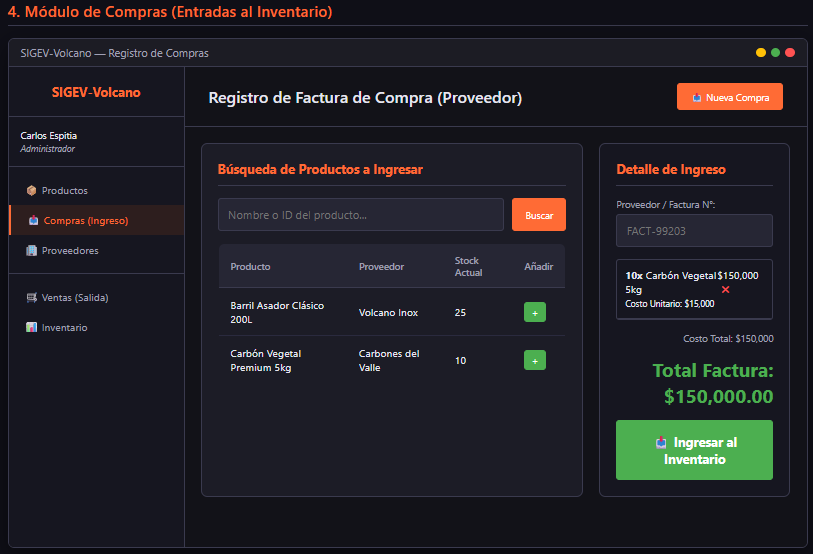 4. Módulo de Compras (Entradas al Inventario)
SIGEV-Volcano — Registro de Compras
SIGEV-Volcano
Carlos Espitia
Administrador
Productos
Compras (Ingreso)
Proveedores
Ventas (Salida)
Inventario
Registro de Factura de Compra (Proveedor)
Nueva Compra
Búsqueda de Productos a Ingresar
Nombre o ID del producto...
Buscar
Producto Proveedor Stock Actual Añadir
Barril Asador Clásico 200L Volcano Inox 25 +
Carbón Vegetal Premium 5kg Carbones del Valle 10 +
Detalle de Ingreso
Proveedor / Factura Nº:
FACT-99203
10x Carbón Vegetal $150,000
5kg
Costo Unitario: $15,000
Costo Total: $150,000
Total Factura:
$150,000.00
Ingresar al
Inventario